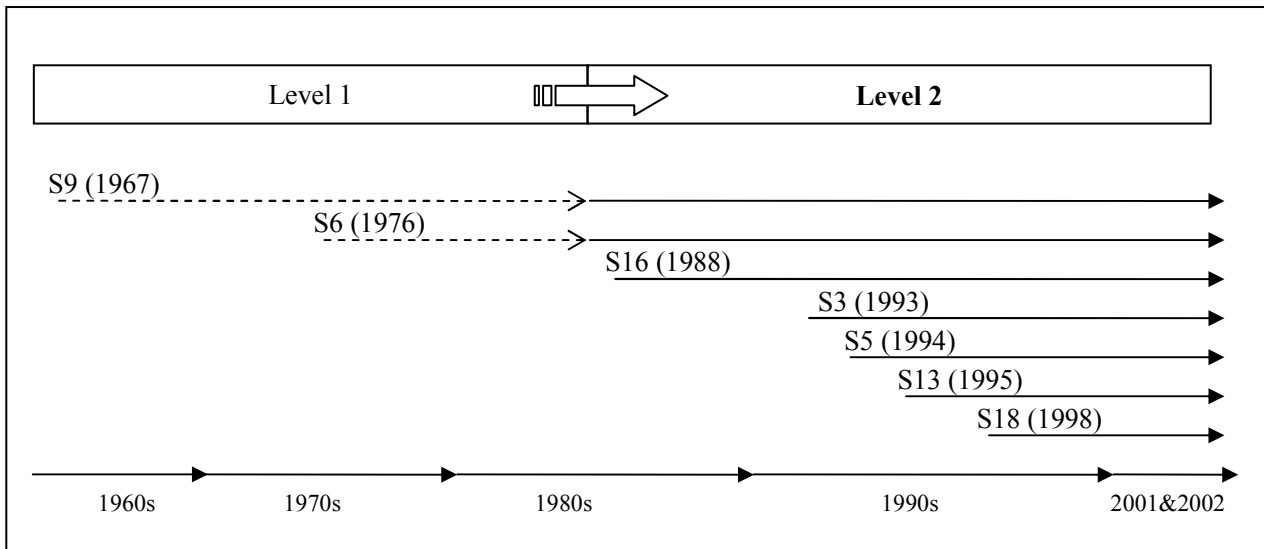 Level 1 Level 2
S9 (1967)
S6 (1976)
S16 (1988)
S3 (1993)
S5 (1994)
S13 (1995)
S18 (1998)
1960s 1970s 1980s 1990s 2001&2002